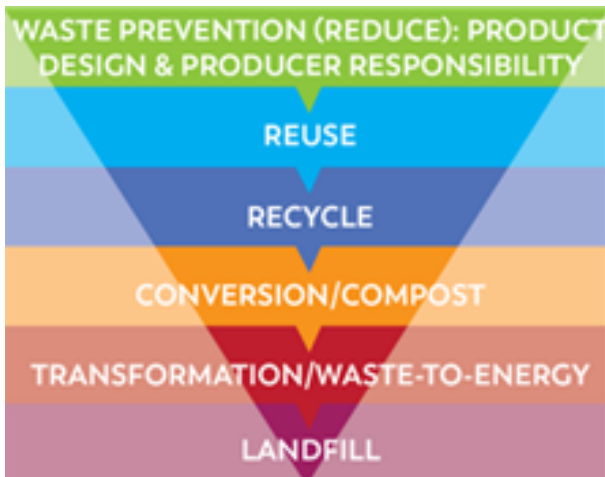 WASTE PREVENTION (REDUCE): PRODUCT
DESIGN & PRODUCER RESPONSIBILITY
REUSE
RECYCLE
CONVERSION/COMPOST
TRANSFORMATION/WASTE-TO-ENERGY
LANDFILL